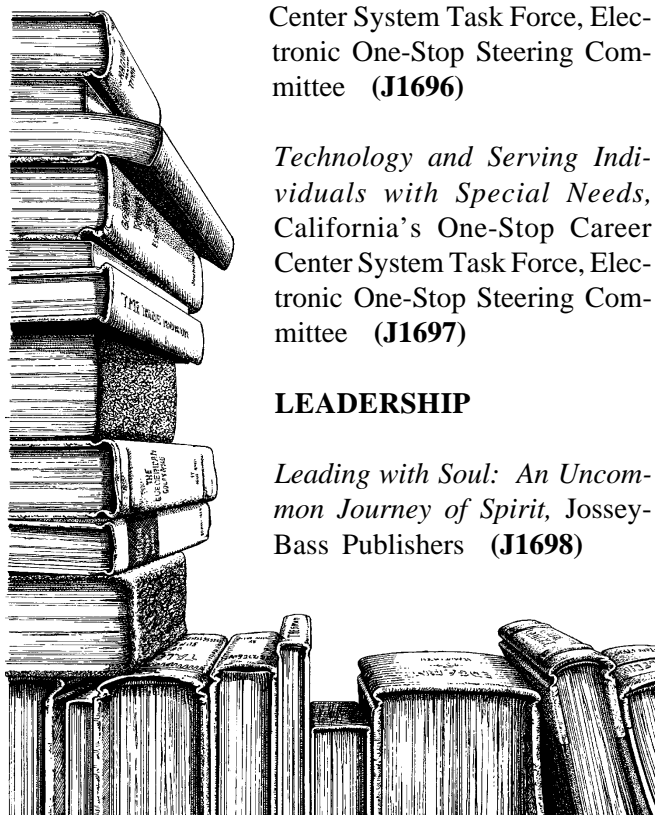 Center System Task Force, Elec-
tronic One-Stop Steering Com-
mittee (J1696)
Technology and Serving Indi-
viduals with Special Needs,
California's One-Stop Career
Center System Task Force, Elec-
tronic One-Stop Steering Com-
mittee (J1697)
LEADERSHIP
Leading with Soul: An Uncom-
mon Journey of Spirit, Jossey-
Bass Publishers (J1698)